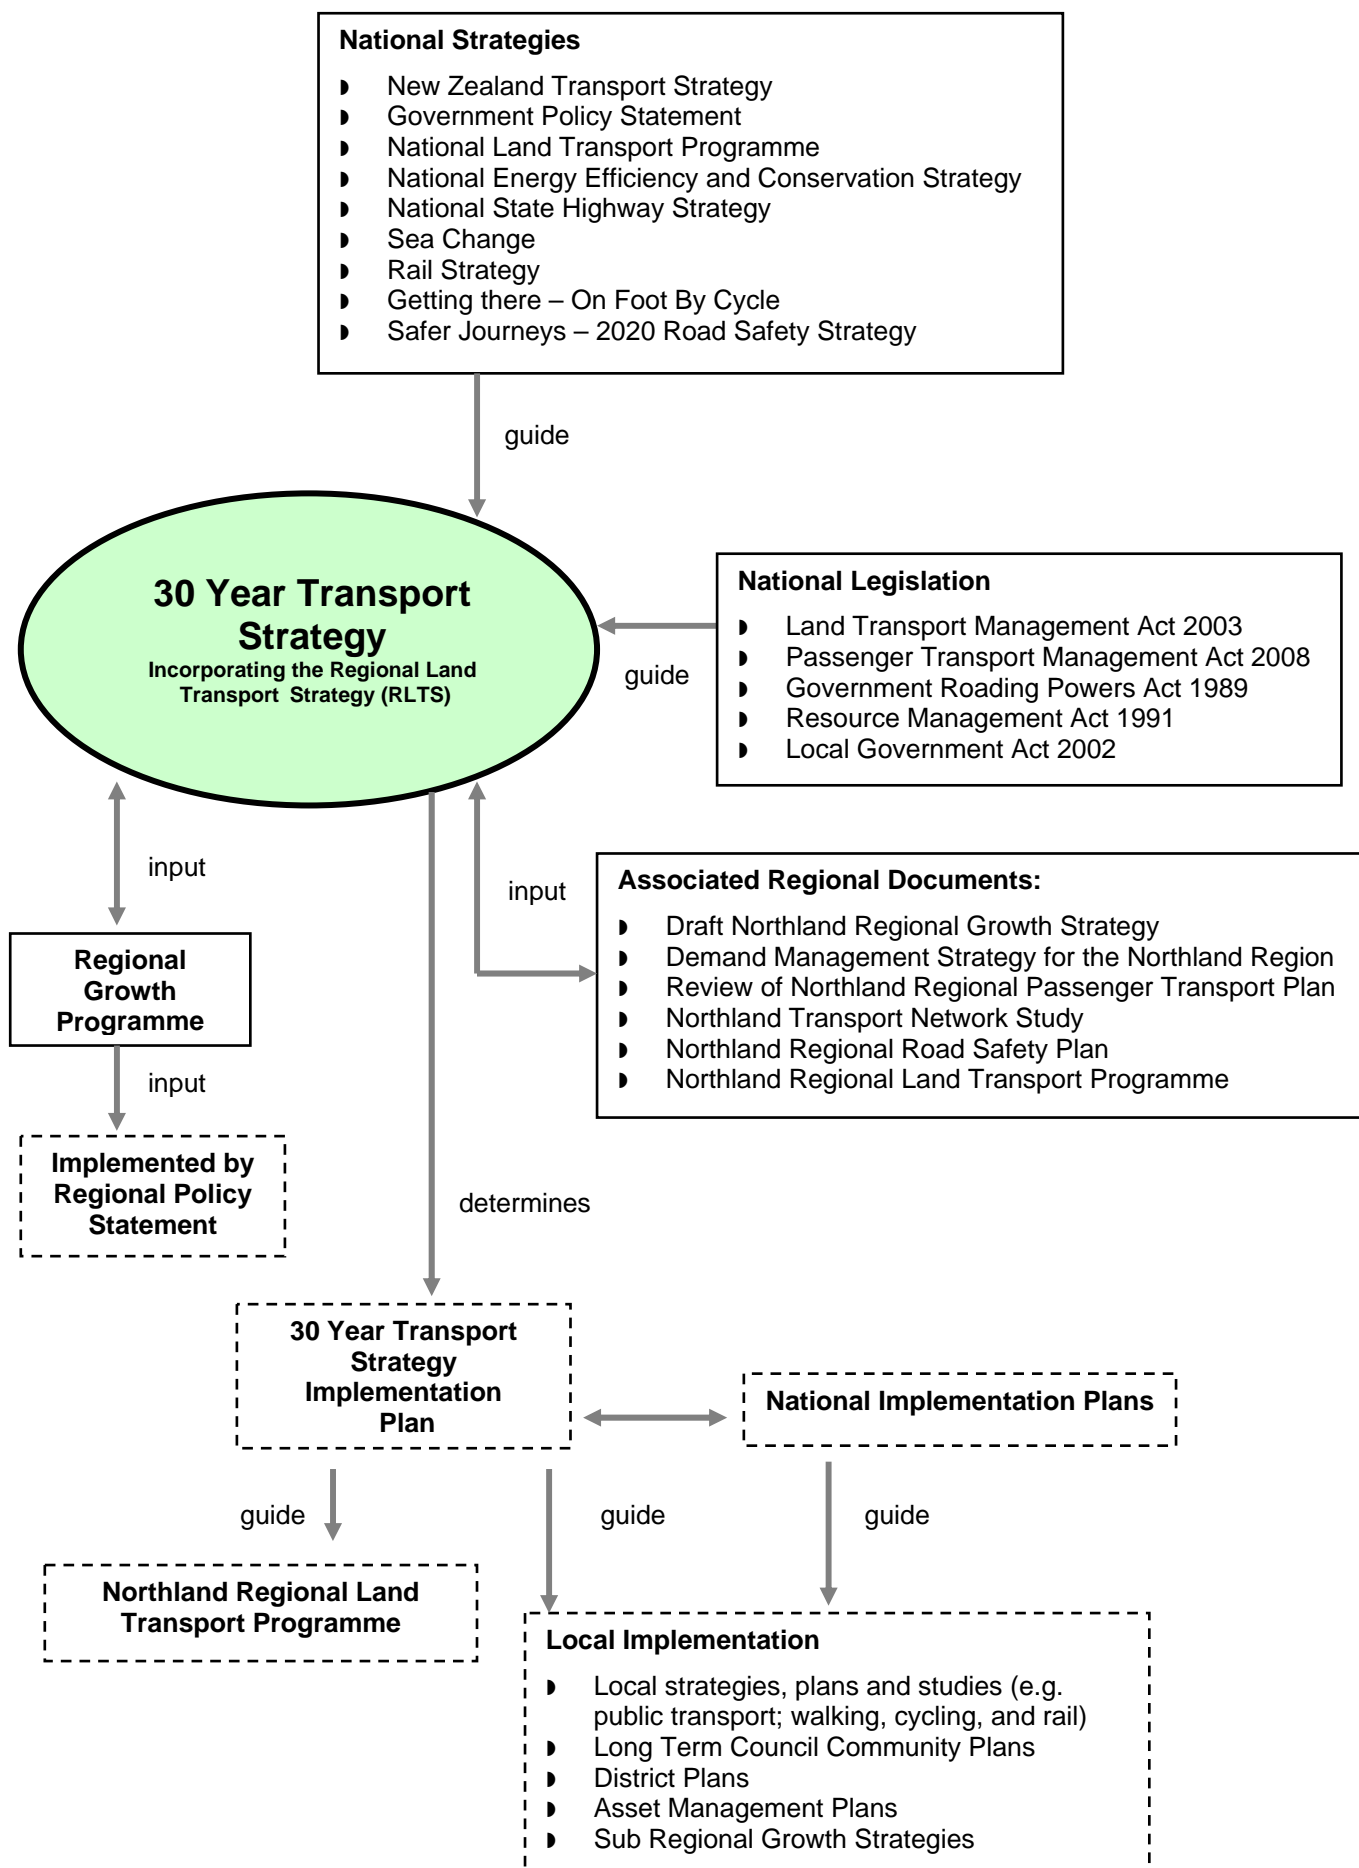 National Strategies
◗ New Zealand Transport Strategy
◗ Government Policy Statement
◗ National Land Transport Programme
◗ National Energy Efficiency and Conservation Strategy
◗ National State Highway Strategy
◗ Sea Change
◗ Rail Strategy
◗ Getting there – On Foot By Cycle
◗ Safer Journeys – 2020 Road Safety Strategy
guide
30 Year Transport
Strategy
Incorporating the Regional Land
Transport Strategy (RLTS)
guide
National Legislation
◗ Land Transport Management Act 2003
◗ Passenger Transport Management Act 2008
◗ Government Roading Powers Act 1989
◗ Resource Management Act 1991
◗ Local Government Act 2002
input
input
Associated Regional Documents:
◗ Draft Northland Regional Growth Strategy
◗ Demand Management Strategy for the Northland Region
◗ Review of Northland Regional Passenger Transport Plan
◗ Northland Transport Network Study
◗ Northland Regional Road Safety Plan
◗ Northland Regional Land Transport Programme
Regional
Growth
Programme
input
Implemented by
Regional Policy
Statement
determines
30 Year Transport
Strategy
Implementation
Plan
National Implementation Plans
guide
guide
guide
Northland Regional Land
Transport Programme
Local Implementation
◗ Local strategies, plans and studies (e.g.
public transport; walking, cycling, and rail)
◗ Long Term Council Community Plans
◗ District Plans
◗ Asset Management Plans
◗ Sub Regional Growth Strategies